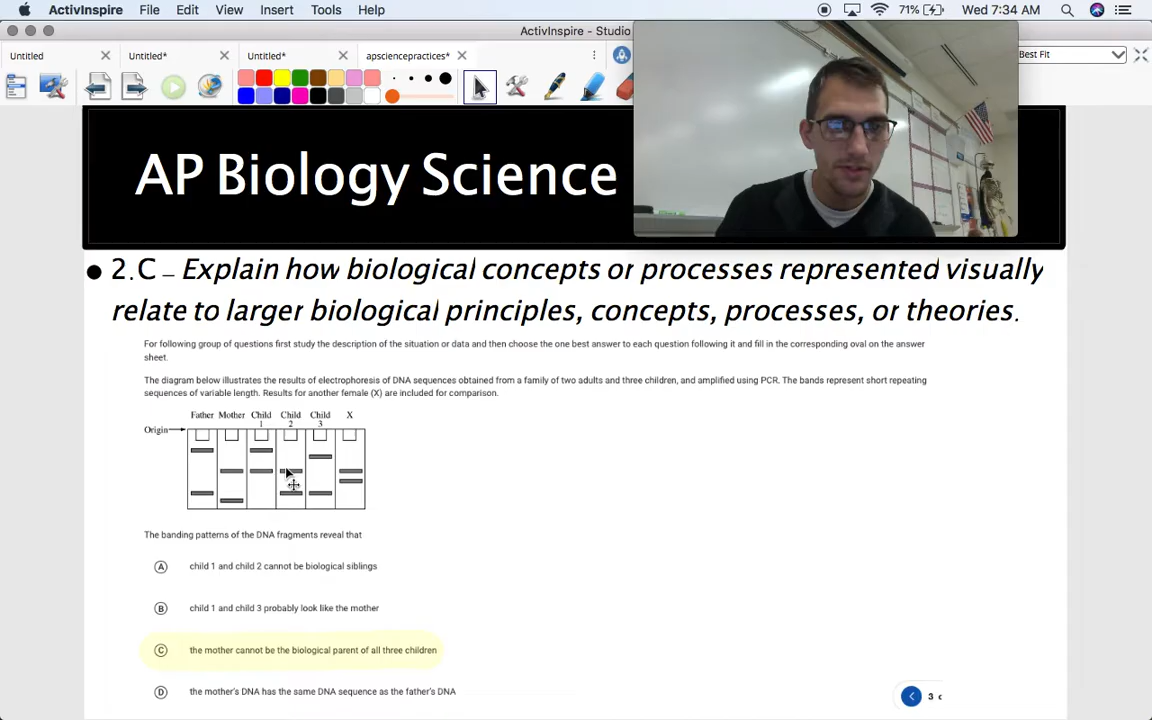 ActivInspire File Edit View Insert Tools Help 71% Wed 7:34 AM
ActivInspire - Studio
Untitled Untitled* Untitled* apsciencepractices* Best Fit
AP Biology Science
2.C – Explain how biological concepts or processes represented visually
relate to larger biological principles, concepts, processes, or theories.
For following group of questions first study the description of the situation or data and then choose the one best answer to each question following it and fill in the corresponding oval on the answer
sheet.
The diagram below illustrates the results of electrophoresis of DNA sequences obtained from a family of two adults and three children, and amplified using PCR. The bands represent short repeating
sequences of variable length. Results for another female (X) are included for comparison.
Father Mother Child Child Child X
1 2 3
Origin
The banding patterns of the DNA fragments reveal that
A child 1 and child 2 cannot be biological siblings
B child 1 and child 3 probably look like the mother
C the mother cannot be the biological parent of all three children
D the mother's DNA has the same DNA sequence as the father's DNA
3